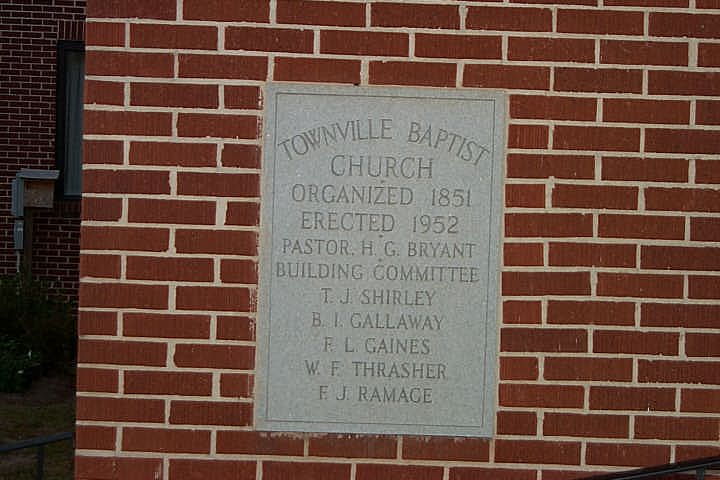 TOWNVILLE BAPTIST
CHURCH
ORGANIZED 1851
ERECTED 1952
PASTOR. H. G. BRYANT
BUILDING COMMITTEE
T. J. SHIRLEY
B. I. GALLAWAY
F. L. GAINES
W. F. THRASHER
F. J. RAMAGE